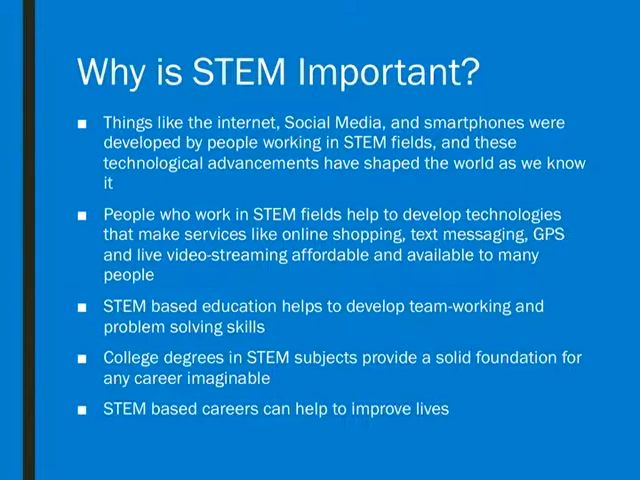 Why is STEM Important?
■ Things like the internet, Social Media, and smartphones were
developed by people working in STEM fields, and these
technological advancements have shaped the world as we know
it
■ People who work in STEM fields help to develop technologies
that make services like online shopping, text messaging, GPS
and live video-streaming affordable and available to many
people
■ STEM based education helps to develop team-working and
problem solving skills
■ College degrees in STEM subjects provide a solid foundation for
any career imaginable
■ STEM based careers can help to improve lives